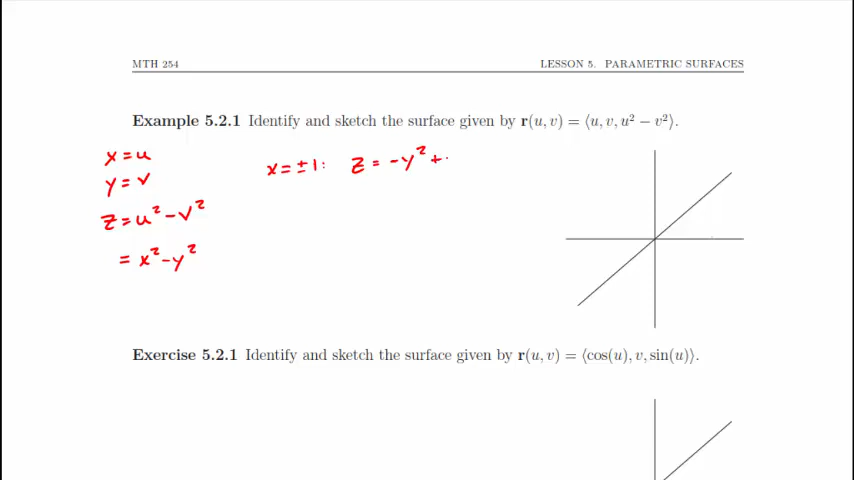 MTH 254 LESSON 5. PARAMETRIC SURFACES
Example 5.2.1 Identify and sketch the surface given by r(u, v) = ⟨u, v, u² − v²⟩.
x = u
y = v
z = u² − v²
= x² − y²
x = ±1: z = −y² +
Exercise 5.2.1 Identify and sketch the surface given by r(u, v) = ⟨cos(u), v, sin(u)⟩.